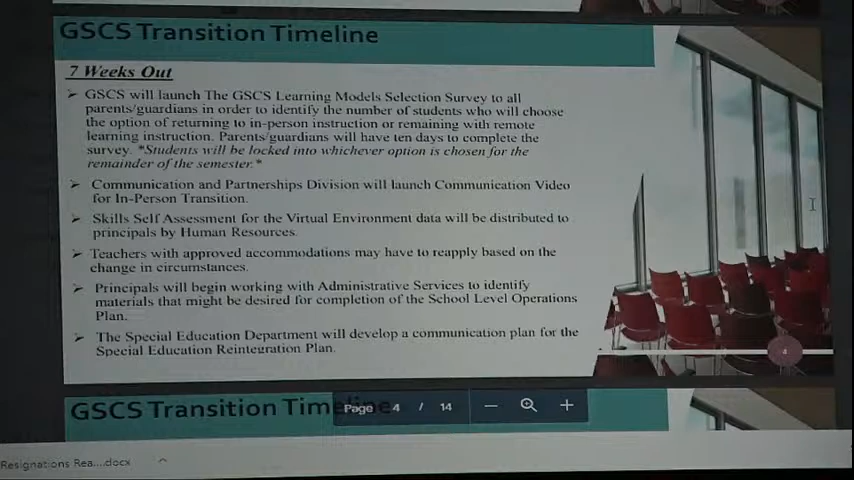 GSCS Transition Timeline
7 Weeks Out
➢ GSCS will launch The GSCS Learning Models Selection Survey to all
parents/guardians in order to identify the number of students who will choose
the option of returning to in-person instruction or remaining with remote
learning instruction. Parents/guardians will have ten days to complete the
survey. *Students will be locked into whichever option is chosen for the
remainder of the semester.*
➢ Communication and Partnerships Division will launch Communication Video
for In-Person Transition.
➢ Skills Self Assessment for the Virtual Environment data will be distributed to
principals by Human Resources.
➢ Teachers with approved accommodations may have to reapply based on the
change in circumstances.
➢ Principals will begin working with Administrative Services to identify
materials that might be desired for completion of the School Level Operations
Plan.
➢ The Special Education Department will develop a communication plan for the
Special Education Reintegration Plan.
4
GSCS Transition Timeline
Page 4 / 14
Resignations Rea....docx